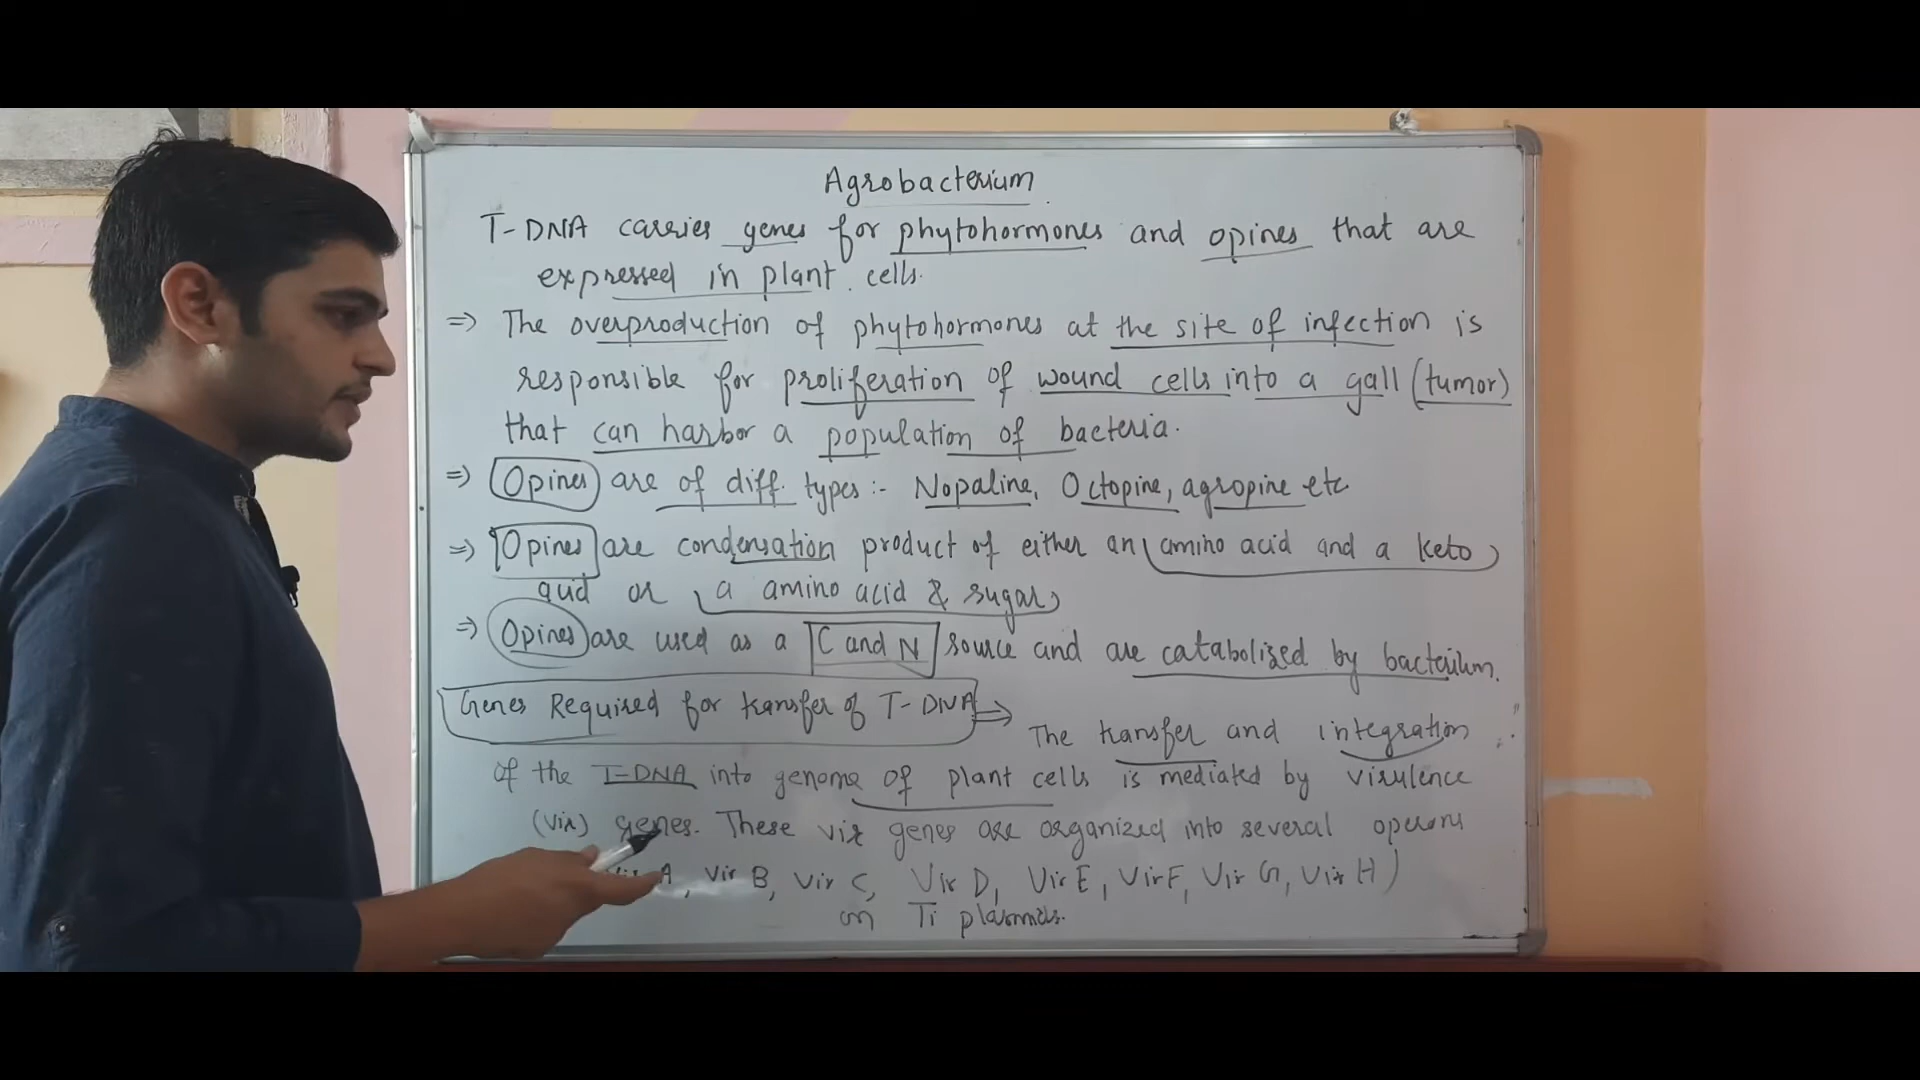 Agrobacterium
T-DNA carries genes for phytohormones and opines that are
expressed in plant cells.
=> The overproduction of phytohormones at the site of infection is
responsible for proliferation of wound cells into a gall (tumor)
that can harbor a population of bacteria.
=> Opines are of diff. types :- Nopaline, Octopine, agropine etc
=> Opines are condensation product of either an amino acid and a keto
acid or a amino acid & sugar
=> Opines are used as a C and N source and are catabolized by bacterium.
Genes Required for transfer of T-DNA => The transfer and integration
of the T-DNA into genome of plant cells is mediated by virulence
(vir) genes. These vir genes are organized into several operons
Vir A, Vir B, Vir C, Vir D, Vir E, Vir F, Vir G, Vir H)
on Ti plasmids.